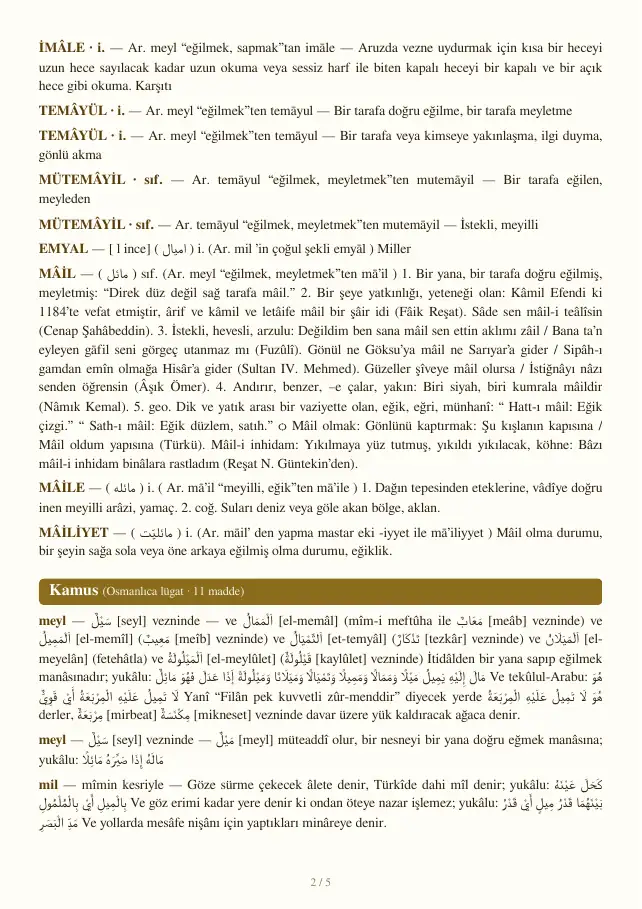 İMÂLE · i. — Ar. meyl “eğilmek, sapmak”tan imāle — Aruzda vezne uydurmak için kısa bir heceyi
uzun hece sayılacak kadar uzun okuma veya sessiz harf ile biten kapalı heceyi bir kapalı ve bir açık
hece gibi okuma. Karşıtı
TEMÂYÜL · i. — Ar. meyl “eğilmek”ten temāyul — Bir tarafa doğru eğilme, bir tarafa meyletme
TEMÂYÜL · i. — Ar. meyl “eğilmek”ten temāyul — Bir tarafa veya kimseye yakınlaşma, ilgi duyma,
gönlü akma
MÜTEMÂYİL · sıf. — Ar. temāyul “eğilmek, meyletmek”ten mutemāyil — Bir tarafa eğilen,
meyleden
MÜTEMÂYİL · sıf. — Ar. temāyul “eğilmek, meyletmek”ten mutemāyil — İstekli, meyilli
EMYAL — [ l ince] ( اميال ) i. (Ar. mіl ’in çoğul şekli emyāl ) Miller
MÂİL — ( مائل ) sıf. (Ar. meyl “eğilmek, meyletmek”ten mā’il ) 1. Bir yana, bir tarafa doğru eğilmiş,
meyletmiş: “Direk düz değil sağ tarafa mâil.” 2. Bir şeye yatkınlığı, yeteneği olan: Kâmil Efendi ki
1184’te vefat etmiştir, ârif ve kâmil ve letâife mâil bir şâir idi (Fâik Reşat). Sâde sen mâil-i teâlîsin
(Cenap Şahâbeddin). 3. İstekli, hevesli, arzulu: Değildim ben sana mâil sen ettin aklımı zâil / Bana ta’n
eyleyen gāfil seni görgeç utanmaz mı (Fuzûlî). Gönül ne Göksu’ya mâil ne Sarıyar’a gider / Sipâh-ı
gamdan emîn olmağa Hisâr’a gider (Sultan IV. Mehmed). Güzeller şîveye mâil olursa / İstiğnâyı nâzı
senden öğrensin (Âşık Ömer). 4. Andırır, benzer, –e çalar, yakın: Biri siyah, biri kumrala mâildir
(Nâmık Kemal). 5. geo. Dik ve yatık arası bir vaziyette olan, eğik, eğri, münhanî: “ Hatt-ı mâil: Eğik
çizgi.” “ Sath-ı mâil: Eğik düzlem, satıh.” ѻ Mâil olmak: Gönlünü kaptırmak: Şu kışlanın kapısına /
Mâil oldum yapısına (Türkü). Mâil-i inhidam: Yıkılmaya yüz tutmuş, yıkıldı yıkılacak, köhne: Bâzı
mâil-i inhidam binâlara rastladım (Reşat N. Güntekin’den).
MÂİLE — ( مائله ) i. ( Ar. mā’il “meyilli, eğik”ten mā’ile ) 1. Dağın tepesinden eteklerine, vâdîye doğru
inen meyilli arâzi, yamaç. 2. coğ. Suları deniz veya göle akan bölge, aklan.
MÂİLİYET — ( مائليّت ) i. (Ar. māil’ den yapma mastar eki -iyyet ile mā’iliyyet ) Mâil olma durumu,
bir şeyin sağa sola veya öne arkaya eğilmiş olma durumu, eğiklik.
Kamus (Osmanlıca lügat · 11 madde)
meyl — سَيْلٌ [seyl] vezninde — ve اَلْمَمَالُ [el-memâl] (mîm-i meftûha ile مَعَابٌ [meâb] vezninde) ve
اَلْمَمِيلُ [el-memîl] (مَعِيبٌ [meîb] vezninde) ve اَلتَّمْيَالُ [et-temyâl] (تَذْكَارٌ [tezkâr] vezninde) ve اَلْمَيَلَانُ [el-
meyelân] (fetehâtla) ve اَلْمَيْلُولَةُ [el-meylûlet] (قَيْلُولَةٌ [kaylûlet] vezninde) İtidâlden bir yana sapıp eğilmek
manâsınadır; yukâlu: مَالَ إِلَيْهِ يَمِيلُ مَيْلًا وَمَمَالًا وَمَمِيلًا وَتَمْيَالًا وَمَيَلَانًا وَمَيْلُولَةً إِذَا عَدَلَ فَهُوَ مَائِلٌ Ve tekûlul-Arabu: هُوَ
لَا تَمِيلُ عَلَيْهِ الْمِرْبَعَةُ أَيْ قَوِيٌّ Yanî “Filân pek kuvvetli zûr-menddir” diyecek yerde هُوَ لَا تَمِيلُ عَلَيْهِ الْمِرْبَعَةُ
derler, مِرْبَعَةٌ [mirbeat] مِكْنَسَةٌ [mikneset] vezninde davar üzere yük kaldıracak ağaca denir.
meyl — سَيْلٌ [seyl] vezninde — مَيْلٌ [meyl] müteaddî olur, bir nesneyi bir yana doğru eğmek manâsına;
yukâlu: مَالَهُ إِذَا صَيَّرَهُ مَائِلًا
mil — mîmin kesriyle — Göze sürme çekecek âlete denir, Türkîde dahi mîl denir; yukâlu: كَحَلَ عَيْنَهُ
بِالْمِيلِ أَيْ بِالْمُلْمُولِ Ve göz erimi kadar yere denir ki ondan öteye nazar işlemez; yukâlu: بَيْنَهُمَا قَدْرُ مِيلٍ أَيْ قَدْرُ
مَدِّ الْبَصَرِ Ve yollarda mesâfe nişânı için yaptıkları minâreye denir.
2 / 5